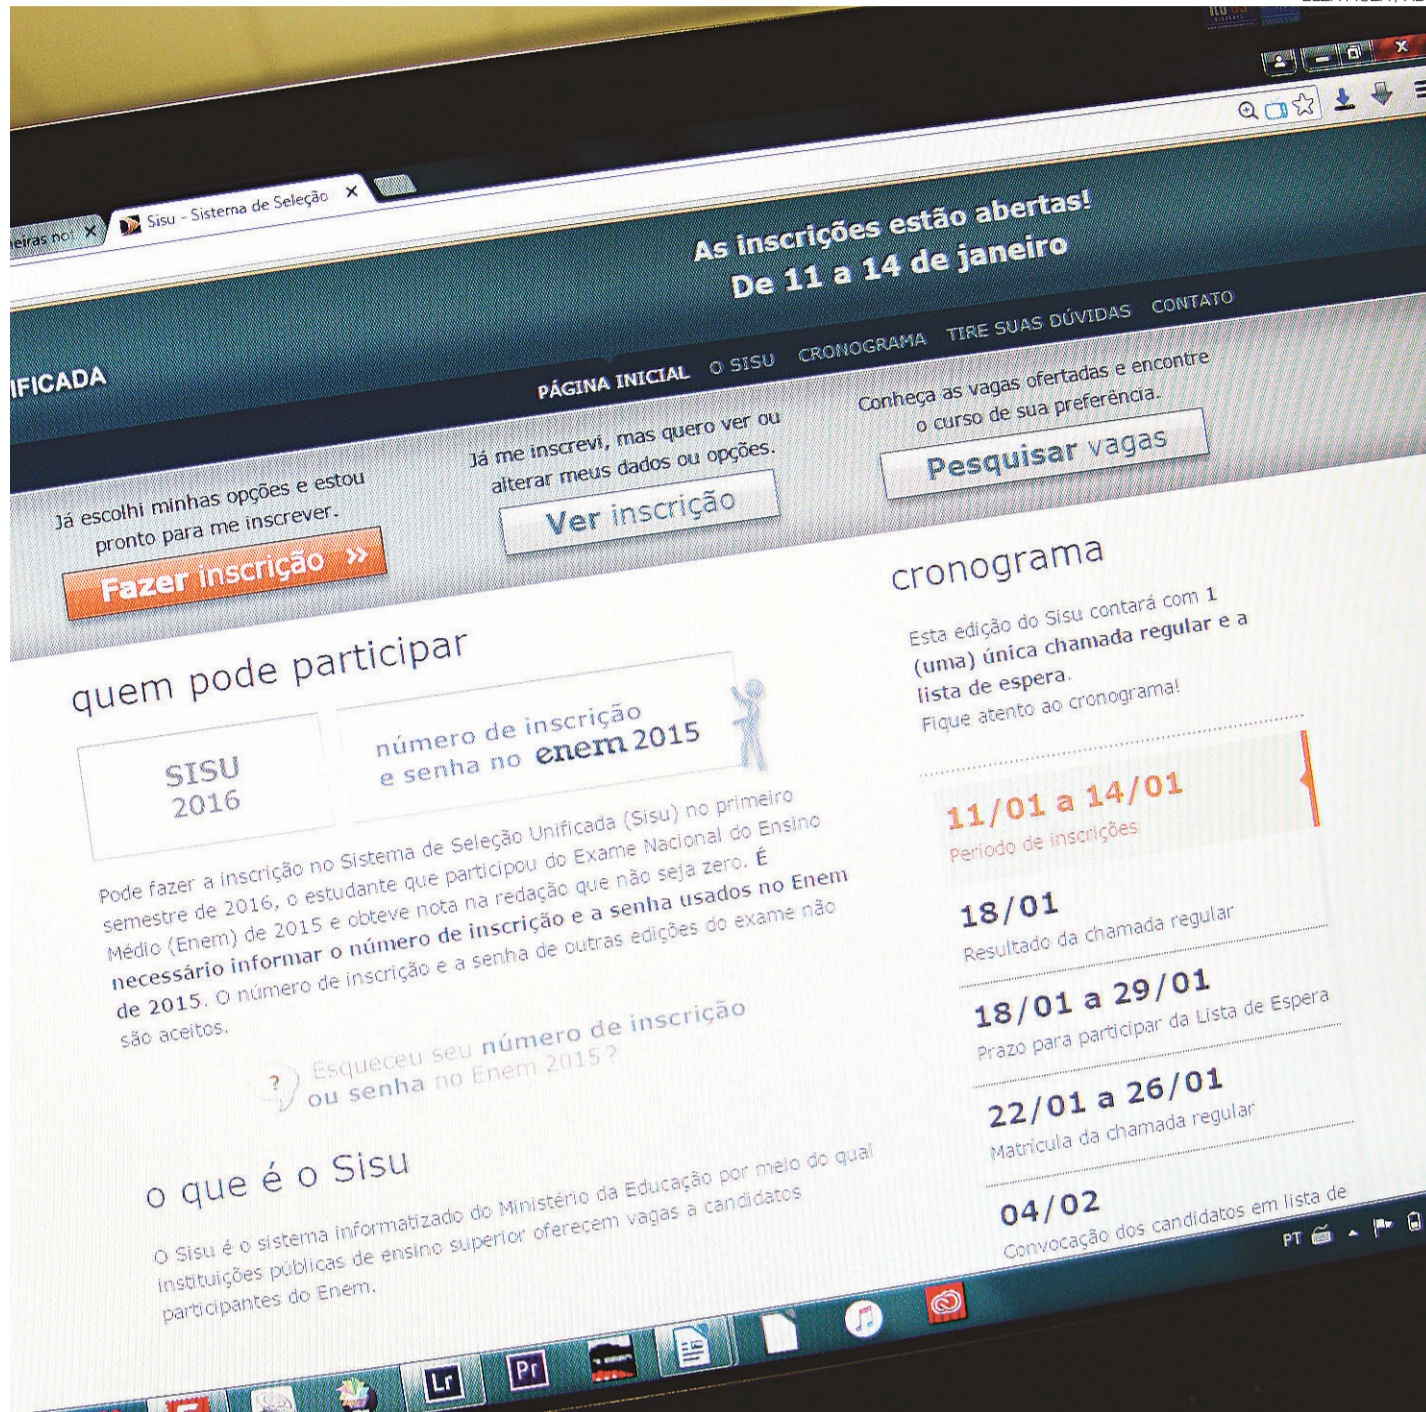 Sisu - Sistema de Seleção
As inscrições estão abertas!
De 11 a 14 de janeiro
IFICADA
PÁGINA INICIAL O SISU CRONOGRAMA TIRE SUAS DÚVIDAS CONTATO
Já escolhi minhas opções e estou
pronto para me inscrever.
Fazer inscrição »
Já me inscrevi, mas quero ver ou
alterar meus dados ou opções.
Ver inscrição
Conheça as vagas ofertadas e encontre
o curso de sua preferência.
Pesquisar vagas
quem pode participar
SISU
2016
número de inscrição
e senha no enem 2015
Pode fazer a inscrição no Sistema de Seleção Unificada (Sisu) no primeiro
semestre de 2016, o estudante que participou do Exame Nacional do Ensino
Médio (Enem) de 2015 e obteve nota na redação que não seja zero. É
necessário informar o número de inscrição e a senha usados no Enem
de 2015. O número de inscrição e a senha de outras edições do exame não
são aceitos.
? Esqueceu seu número de inscrição
ou senha no Enem 2015?
o que é o Sisu
O Sisu é o sistema informatizado do Ministério da Educação por meio do qual
instituições públicas de ensino superior oferecem vagas a candidatos
participantes do Enem.
cronograma
Esta edição do Sisu contará com 1
(uma) única chamada regular e a
lista de espera.
Fique atento ao cronograma!
11/01 a 14/01
Período de inscrições
18/01
Resultado da chamada regular
18/01 a 29/01
Prazo para participar da Lista de Espera
22/01 a 26/01
Matrícula da chamada regular
04/02
Convocação dos candidatos em lista de
PT
Lr
Pr